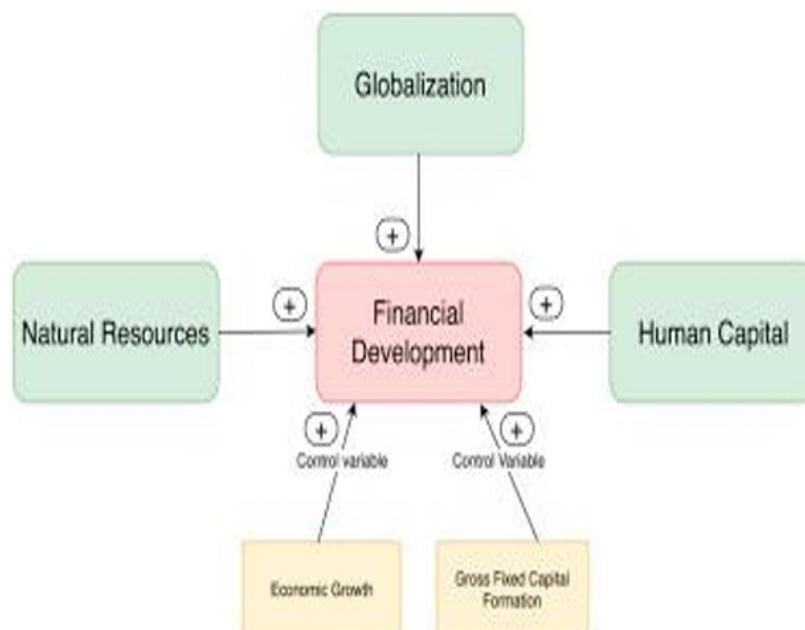 Globalization
+
Natural Resources
+
Financial
Development
+
Human Capital
+
Control variable
+
Control Variable
Economic Growth
Gross Fixed Capital
Formation